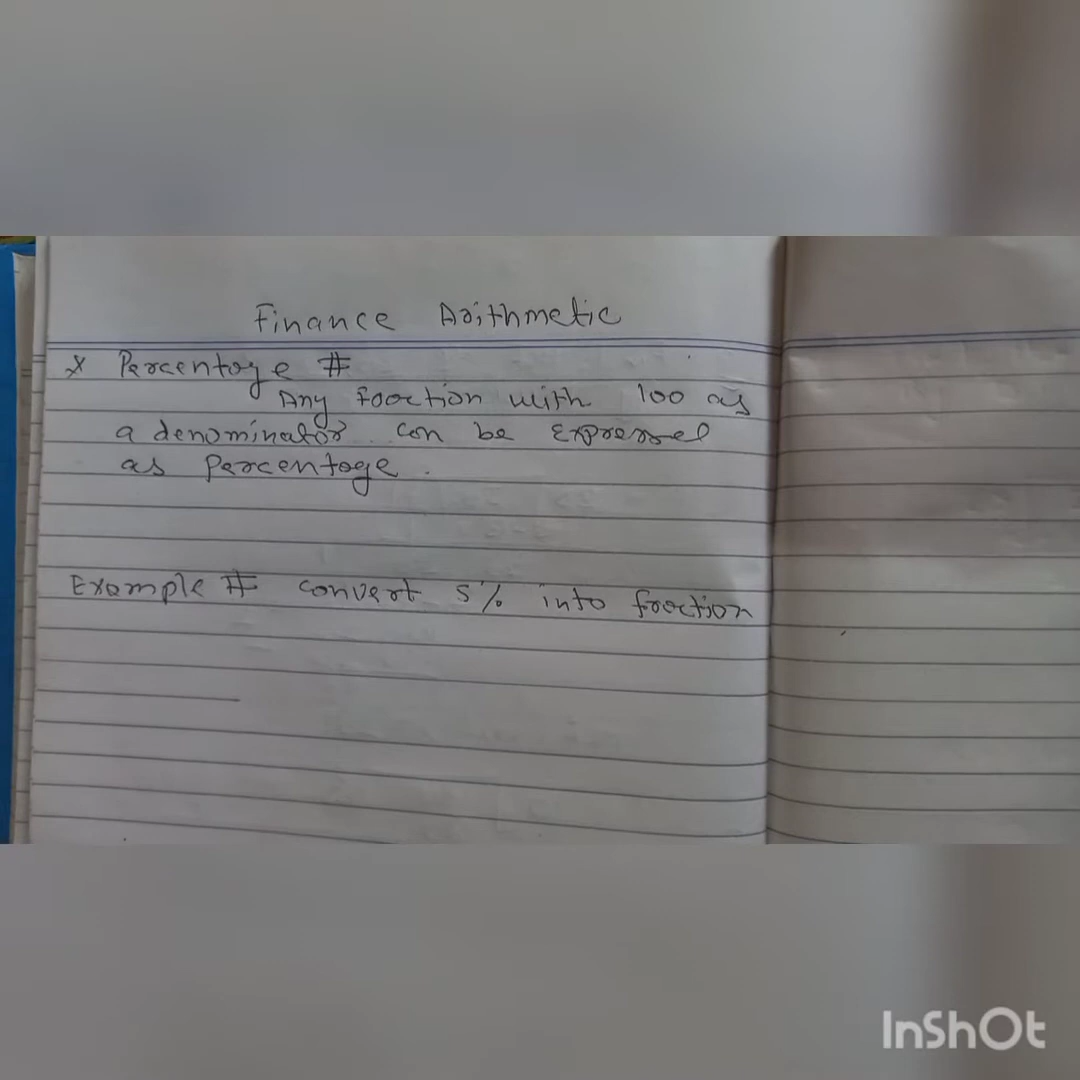 Finance Arithmetic
* Percentage #
Any fraction with 100 as
a denominator can be Expressed
as Percentage.
Example # convert 5% into fraction
InShOt